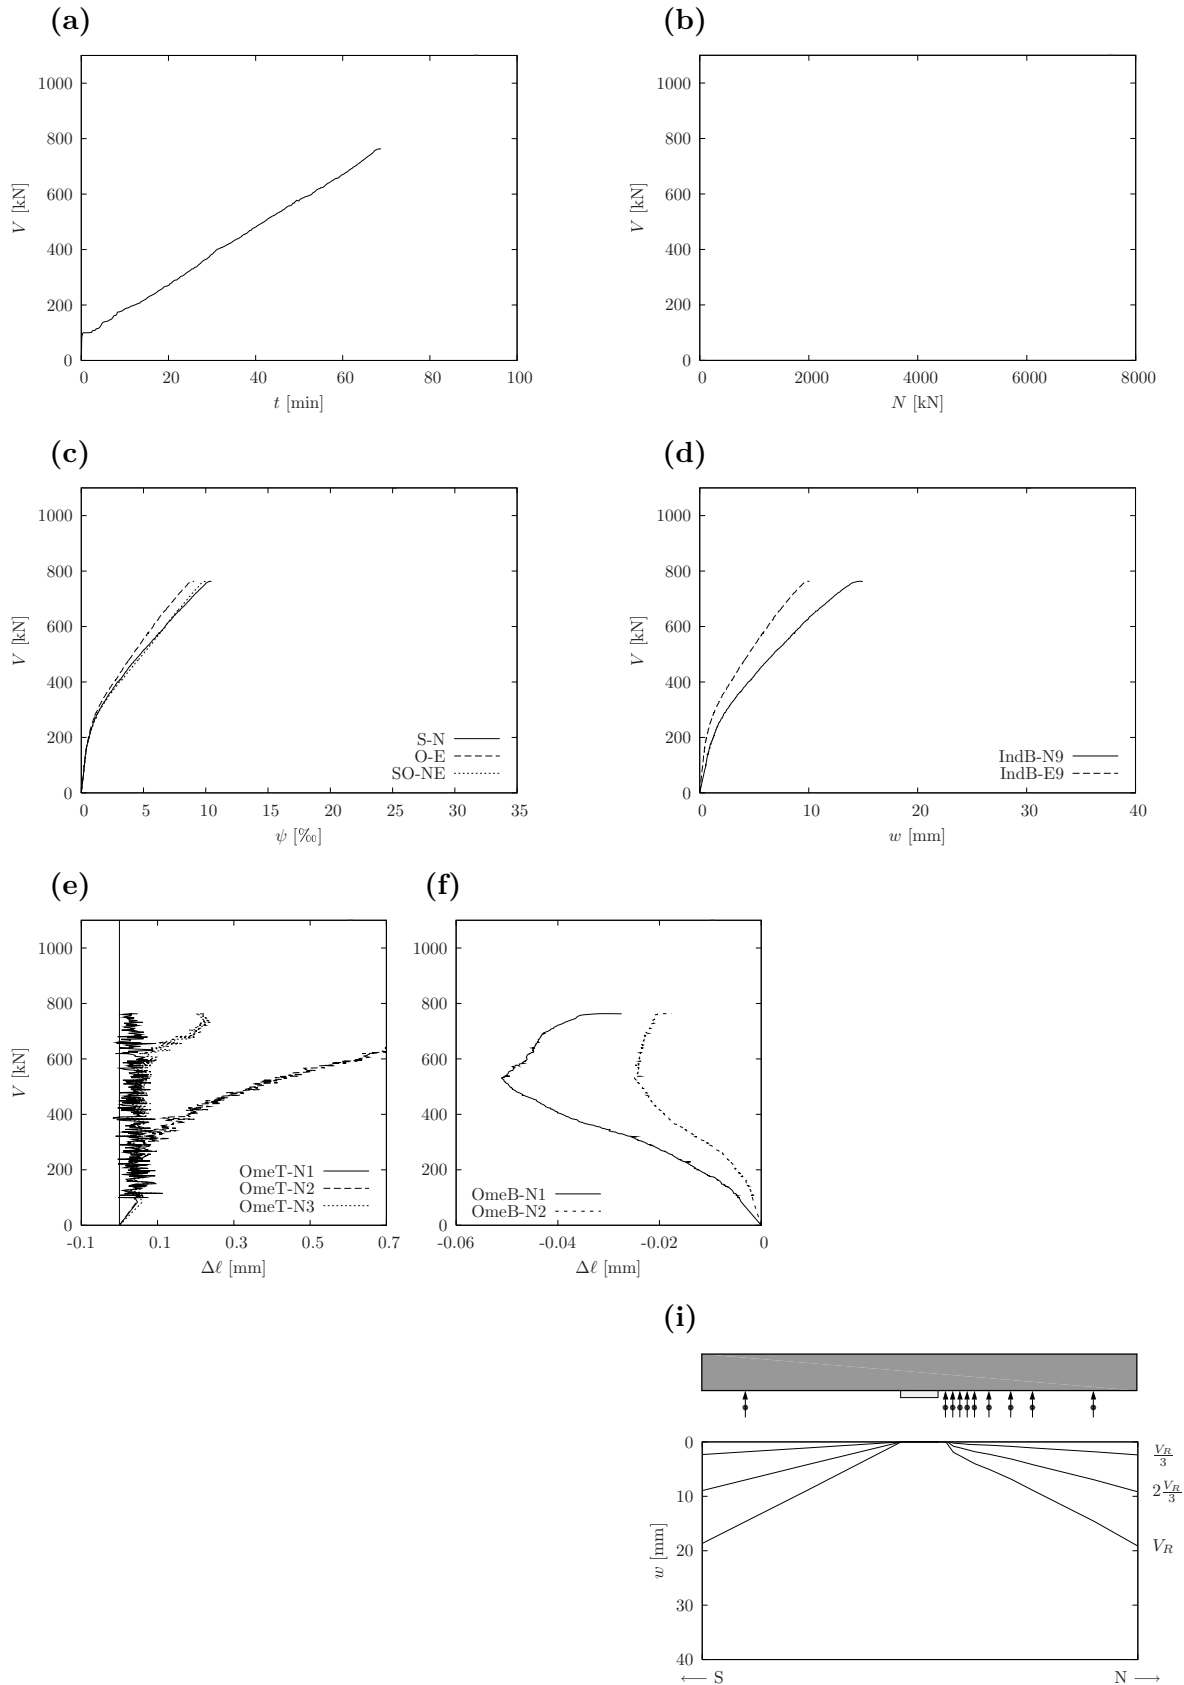 (a)
1000
800
600
400
200
0
V [kN]
0 20 40 60 80 100
t [min]
(b)
1000
800
600
400
200
0
V [kN]
0 2000 4000 6000 8000
N [kN]
(c)
1000
800
600
400
200
0
V [kN]
S-N
O-E
SO-NE
0 5 10 15 20 25 30 35
ψ [‰]
(d)
1000
800
600
400
200
0
V [kN]
IndB-N9
IndB-E9
0 10 20 30 40
w [mm]
(e)
1000
800
600
400
200
0
V [kN]
OmeT-N1
OmeT-N2
OmeT-N3
-0.1 0.1 0.3 0.5 0.7
Δℓ [mm]
(f)
1000
800
600
400
200
0
OmeB-N1
OmeB-N2
-0.06 -0.04 -0.02 0
Δℓ [mm]
(i)
0
10
20
30
40
w [mm]
V_R/3
2 V_R/3
V_R
⟵ S
N ⟶